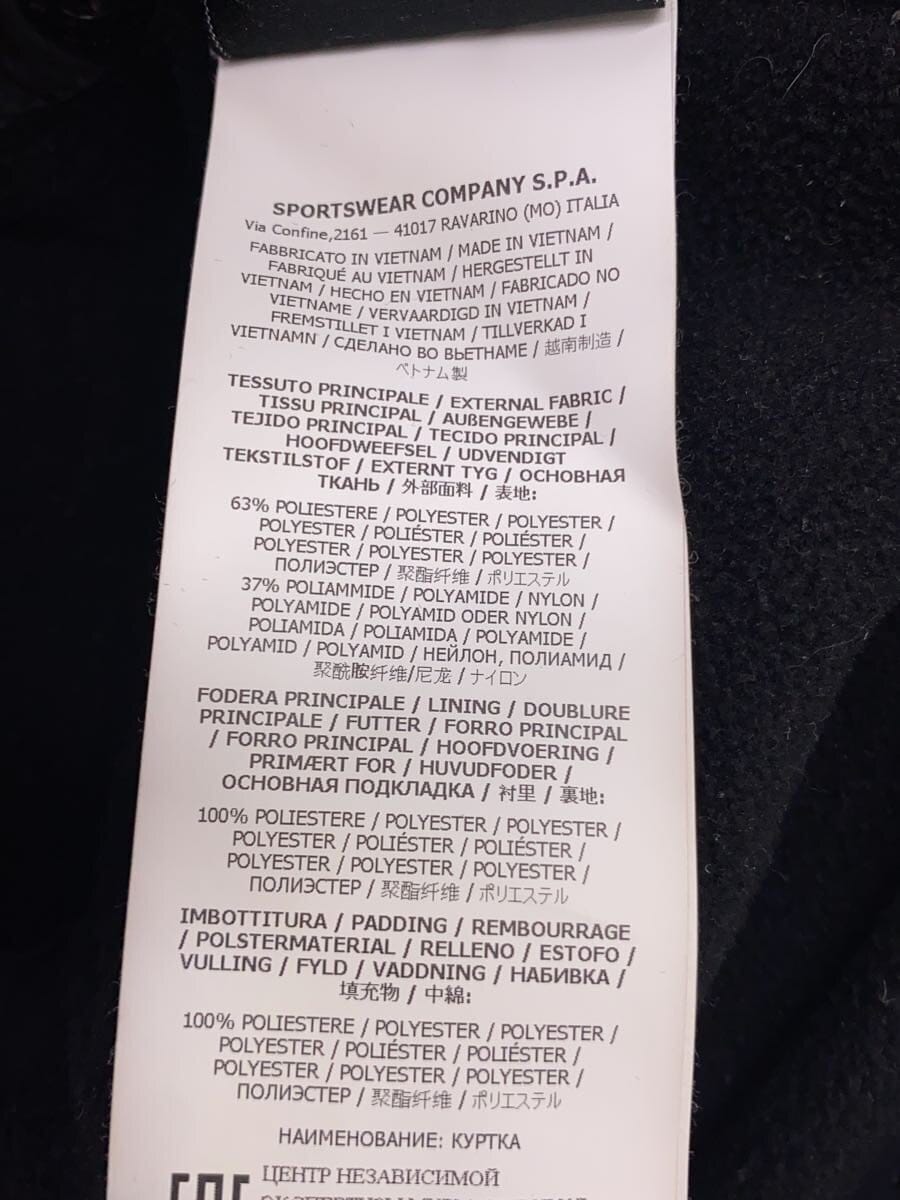 SPORTSWEAR COMPANY S.P.A.
Via Confine,2161 — 41017 RAVARINO (MO) ITALIA
FABBRICATO IN VIETNAM / MADE IN VIETNAM /
FABRIQUÉ AU VIETNAM / HERGESTELLT IN
VIETNAM / HECHO EN VIETNAM / FABRICADO NO
VIETNAME / VERVAARDIGD IN VIETNAM /
FREMSTILLET I VIETNAM / TILLVERKAD I
VIETNAMN / СДЕЛАНО ВО ВЬЕТНАМЕ / 越南制造 /
ベトナム製
TESSUTO PRINCIPALE / EXTERNAL FABRIC /
TISSU PRINCIPAL / AUßENGEWEBE /
TEJIDO PRINCIPAL / TECIDO PRINCIPAL /
HOOFDWEEFSEL / UDVENDIGT
TEKSTILSTOF / EXTERNT TYG / ОСНОВНАЯ
ТКАНЬ / 外部面料 / 表地:
63% POLIESTERE / POLYESTER / POLYESTER /
POLYESTER / POLIÉSTER / POLIÉSTER /
POLYESTER / POLYESTER / POLYESTER /
ПОЛИЭСТЕР / 聚酯纤维 / ポリエステル
37% POLIAMMIDE / POLYAMIDE / NYLON /
POLYAMIDE / POLYAMID ODER NYLON /
POLIAMIDA / POLIAMIDA / POLYAMIDE /
POLYAMID / POLYAMID / НЕЙЛОН, ПОЛИАМИД /
聚酰胺纤维/尼龙 / ナイロン
FODERA PRINCIPALE / LINING / DOUBLURE
PRINCIPALE / FUTTER / FORRO PRINCIPAL
/ FORRO PRINCIPAL / HOOFDVOERING /
PRIMÆRT FOR / HUVUDFODER /
ОСНОВНАЯ ПОДКЛАДКА / 衬里 / 裏地:
100% POLIESTERE / POLYESTER / POLYESTER /
POLYESTER / POLIÉSTER / POLIÉSTER /
POLYESTER / POLYESTER / POLYESTER /
ПОЛИЭСТЕР / 聚酯纤维 / ポリエステル
IMBOTTITURA / PADDING / REMBOURRAGE
/ POLSTERMATERIAL / RELLENO / ESTOFO /
VULLING / FYLD / VADDNING / НАБИВКА /
填充物 / 中綿:
100% POLIESTERE / POLYESTER / POLYESTER /
POLYESTER / POLIÉSTER / POLIÉSTER /
POLYESTER / POLYESTER / POLYESTER /
ПОЛИЭСТЕР / 聚酯纤维 / ポリエステル
НАИМЕНОВАНИЕ: КУРТКА
ЦЕНТР НЕЗАВИСИМОЙ